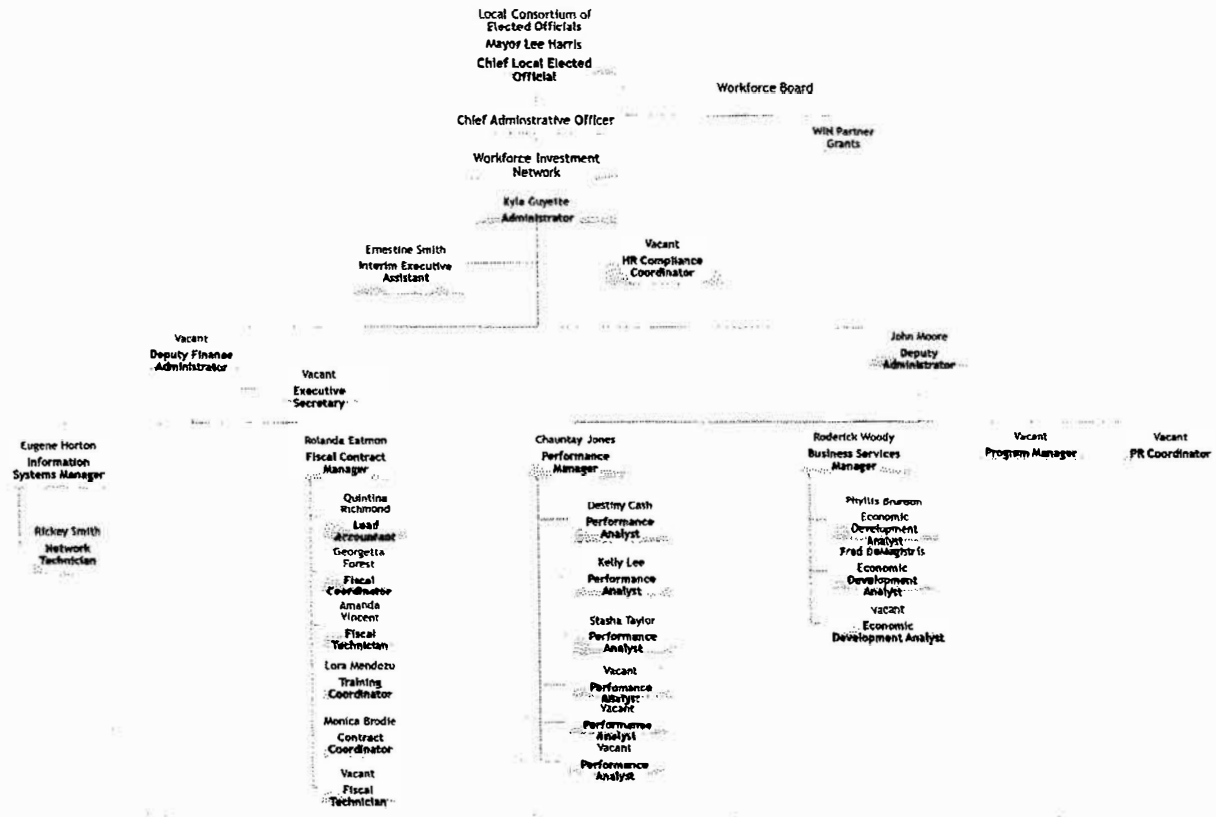 Local Consortium of
Elected Officials
Mayor Lee Harris
Chief Local Elected
Official
Workforce Board
Chief Adminstrative Officer
WIN Partner
Grants
Workforce Investment
Network
Kyla Guyette
Administrator
Ernestine Smith
Interim Executive
Assistant
Vacant
HR Compliance
Coordinator
Vacant
Deputy Finance
Administrator
John Moore
Deputy
Administrator
Vacant
Executive
Secretary
Eugene Horton
Information
Systems Manager
Rickey Smith
Network
Technician
Rolanda Eatmon
Fiscal Contract
Manager
Quintina
Richmond
Lead
Accountant
Georgetta
Forest
Fiscal
Coordinator
Amanda
Vincent
Fiscal
Technician
Lora Mendozu
Training
Coordinator
Monica Brodie
Contract
Coordinator
Vacant
Fiscal
Technician
Chauntay Jones
Performance
Manager
Destiny Cash
Performance
Analyst
Kelly Lee
Performance
Analyst
Stasha Taylor
Performance
Analyst
Vacant
Perfomance
Analyst
Vacant
Performance
Analyst
Vacant
Performance
Analyst
Roderick Woody
Business Services
Manager
Phyllis Brunson
Economic
Development
Analyst
Fred DeMagistris
Economic
Development
Analyst
Vacant
Economic
Development Analyst
Vacant
Program Manager
Vacant
PR Coordinator